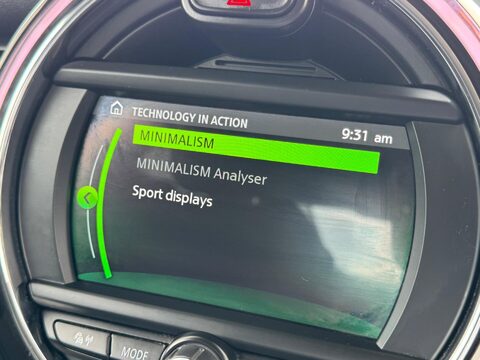 TECHNOLOGY IN ACTION
9:31 am
MINIMALISM
MINIMALISM Analyser
Sport displays
MODE